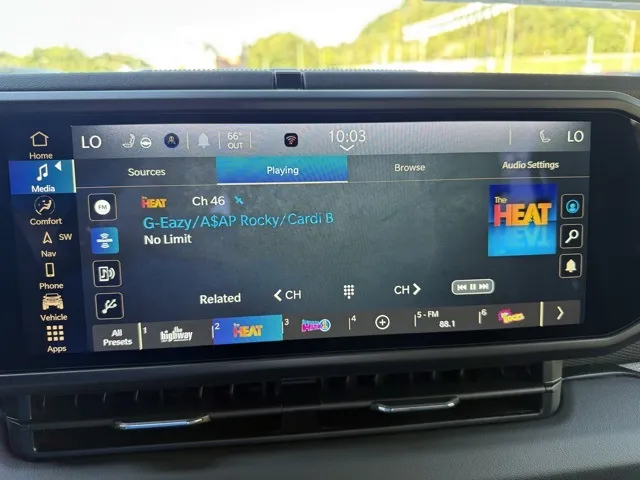 LO
66°
OUT
10:03
LO
Home
Media
Comfort
SW
Nav
Phone
Vehicle
Apps
Sources
Playing
Browse
Audio Settings
FM
HEAT
Ch 46
G-Eazy/A$AP Rocky/Cardi B
No Limit
The
HEAT
Related
CH
CH
All
Presets
1
the
highway
2
HEAT
3
4
5 - FM
88.1
6